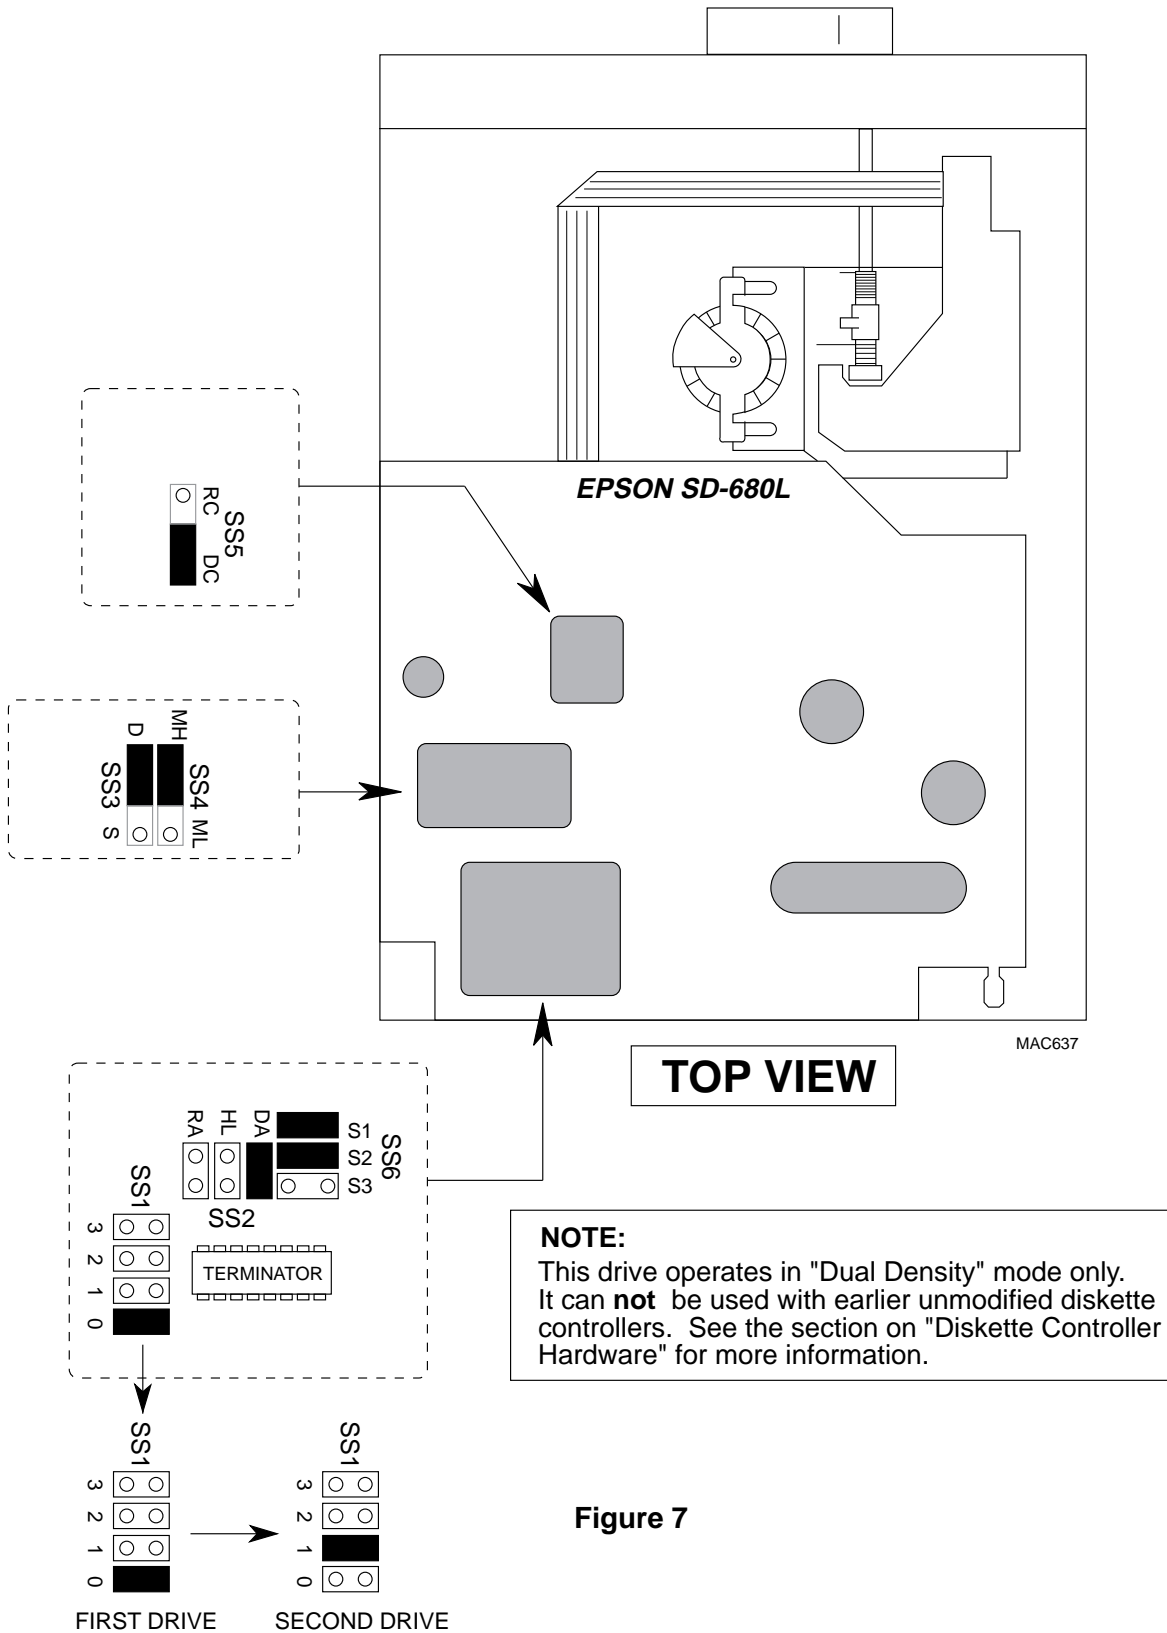 EPSON SD-680L
RC
DC
SS5
D
MH
SS3
SS4
S
ML
MAC637
TOP VIEW
RA
HL
DA
S1
S2
S3
SS6
SS1
SS2
3
2
1
0
TERMINATOR
NOTE:
This drive operates in "Dual Density" mode only.
It can not be used with earlier unmodified diskette
controllers. See the section on "Diskette Controller
Hardware" for more information.
SS1
3
2
1
0
FIRST DRIVE
SS1
3
2
1
0
SECOND DRIVE
Figure 7